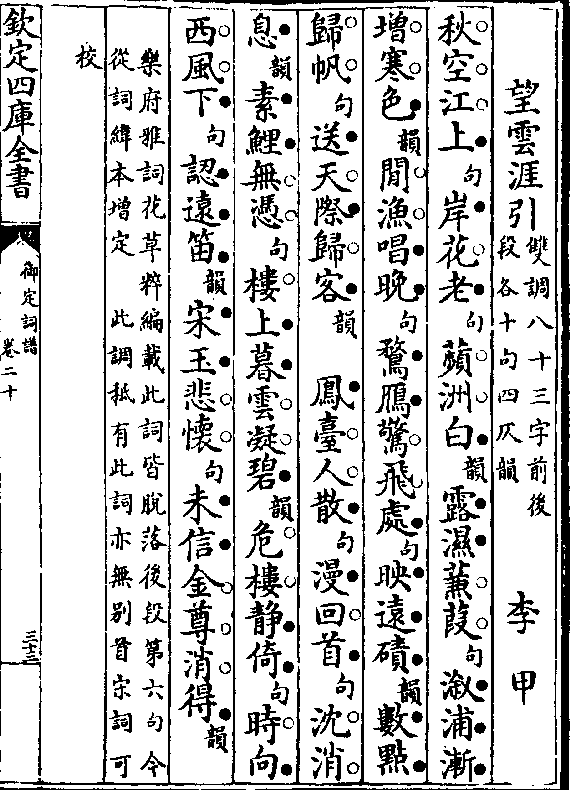 望雲涯引 雙調八十三字前後段各十句四仄韻 李甲
秋空江上句岸花老句蘋洲白韻露濕蒹葭句漵浦漸
增寒色韻閒漁唱晚句鶩鴈驚飛處句映遠磧韻數點
歸帆句送天際歸客韻 鳳臺人散句漫回首句沈消
息韻素鯉無憑句樓上暮雲凝碧韻危樓静倚句時向
西風下句認遠笛韻宋玉悲懷句未信金尊消得韻
樂府雅詞花草粹編載此詞皆脫落後段第六句今
從詞緯本增定 此調秪有此詞亦無别首宋詞可
校
欽定四庫全書 御定詞譜 卷二十 三十三